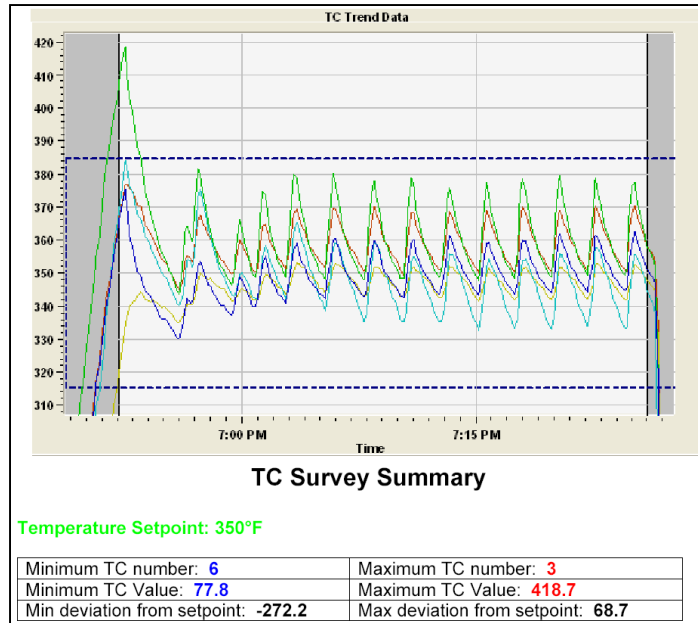 TC Trend Data
420
410
400
390
380
370
360
350
340
330
320
310
7:00 PM 7:15 PM
Time
TC Survey Summary
Temperature Setpoint: 350°F
Minimum TC number: 6 Maximum TC number: 3
Minimum TC Value: 77.8 Maximum TC Value: 418.7
Min deviation from setpoint: -272.2 Max deviation from setpoint: 68.7